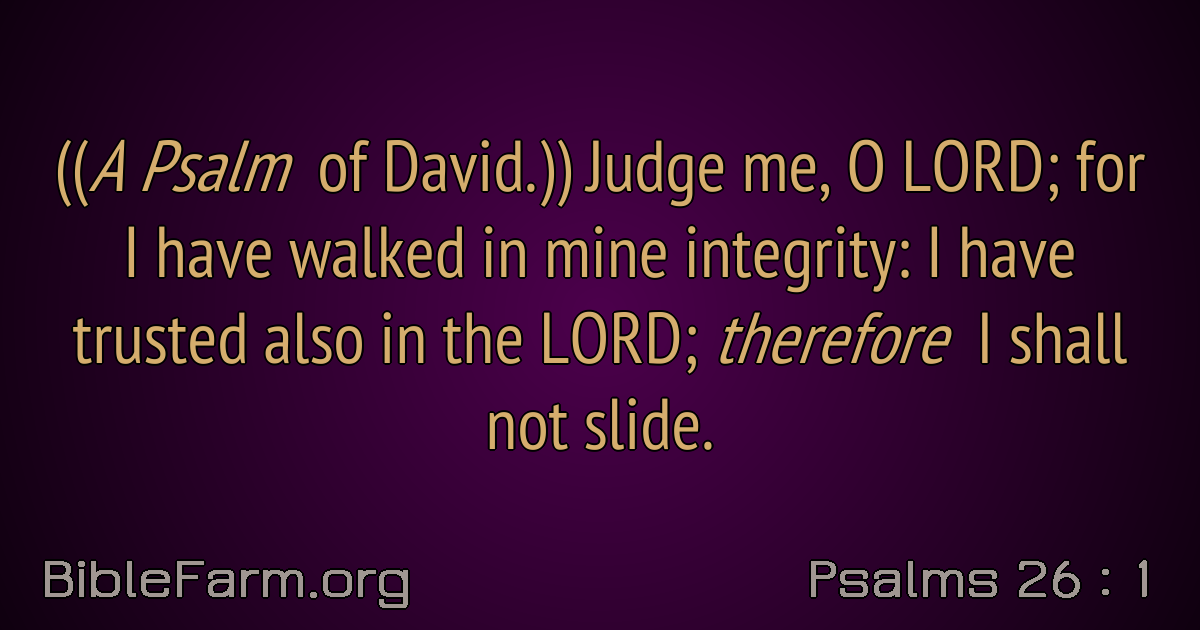 ((A Psalm of David.)) Judge me, O LORD; for
I have walked in mine integrity: I have
trusted also in the LORD; therefore I shall
not slide.
BibleFarm.org
Psalms 26 : 1